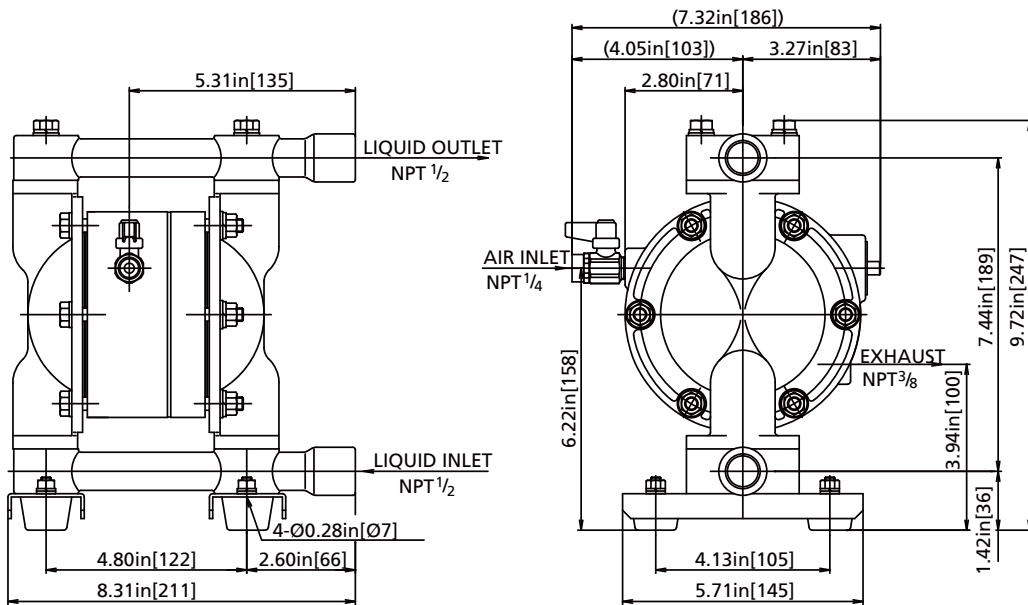 (7.32in[186])
(4.05in[103])
3.27in[83]
5.31in[135]
2.80in[71]
LIQUID OUTLET
NPT 1/2
AIR INLET
NPT 1/4
7.44in[189]
9.72in[247]
6.22in[158]
EXHAUST
NPT3/8
3.94in[100]
LIQUID INLET
NPT 1/2
1.42in[36]
4-Ø0.28in[Ø7]
4.80in[122]
2.60in[66]
4.13in[105]
8.31in[211]
5.71in[145]